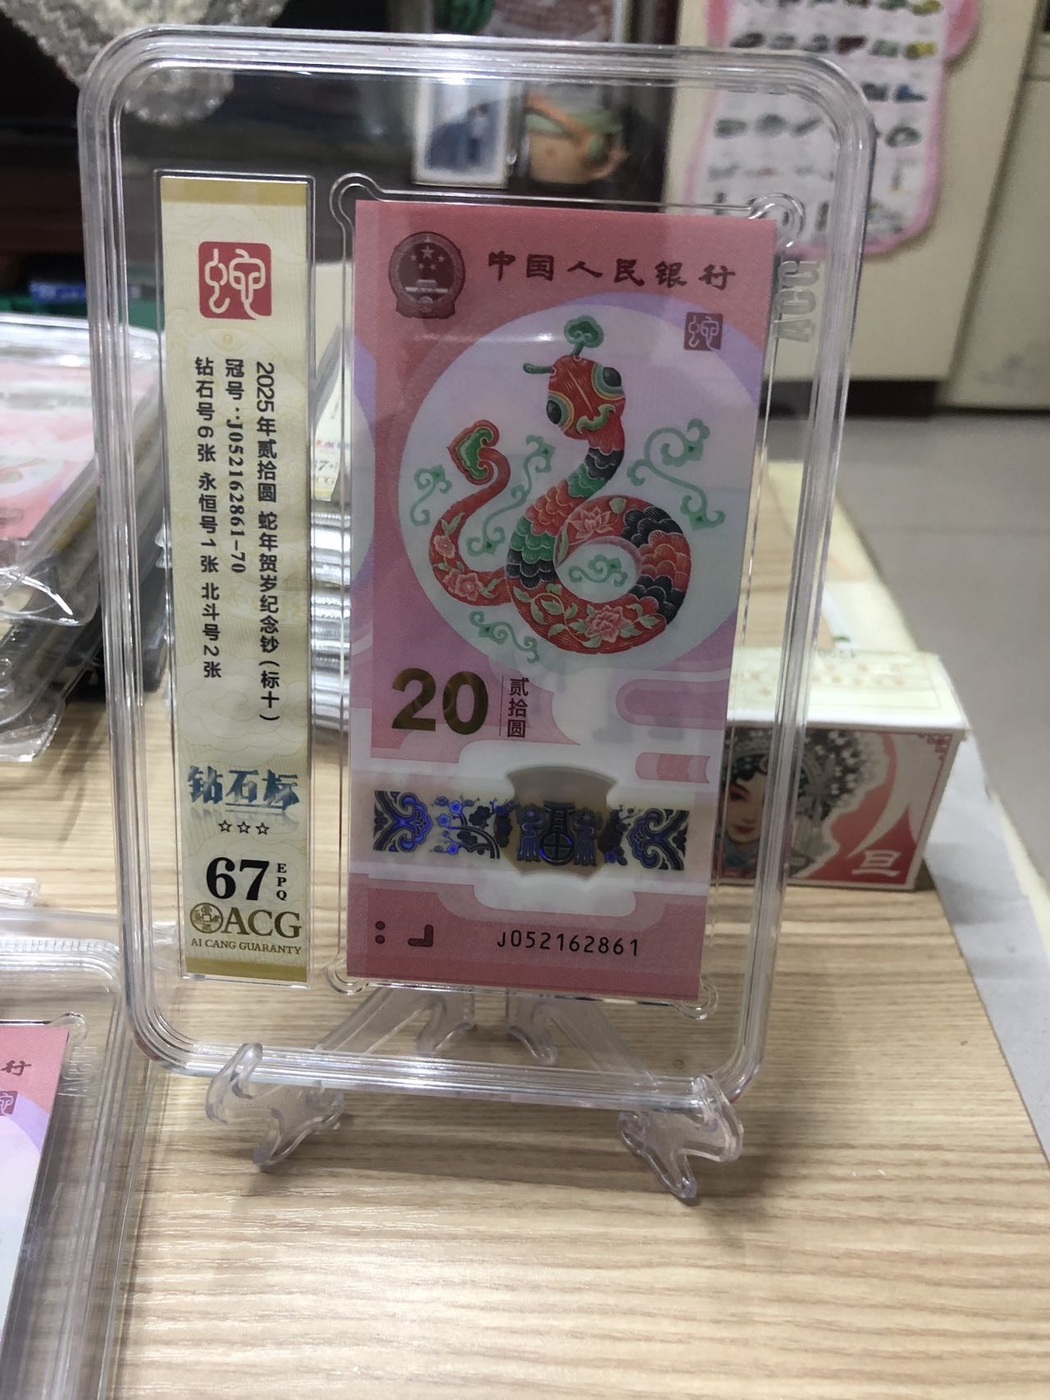 蛇
2025年贰拾圆 蛇年贺岁纪念钞(标十)
冠号:J052162861-70
钻石号6张 永恒号1张 北斗号2张
钻石标
☆☆☆
67 EPQ
ACG
AI CANG GUARANTY
中国人民银行
蛇
20 贰拾圆
J052162861
ACG
旦
行